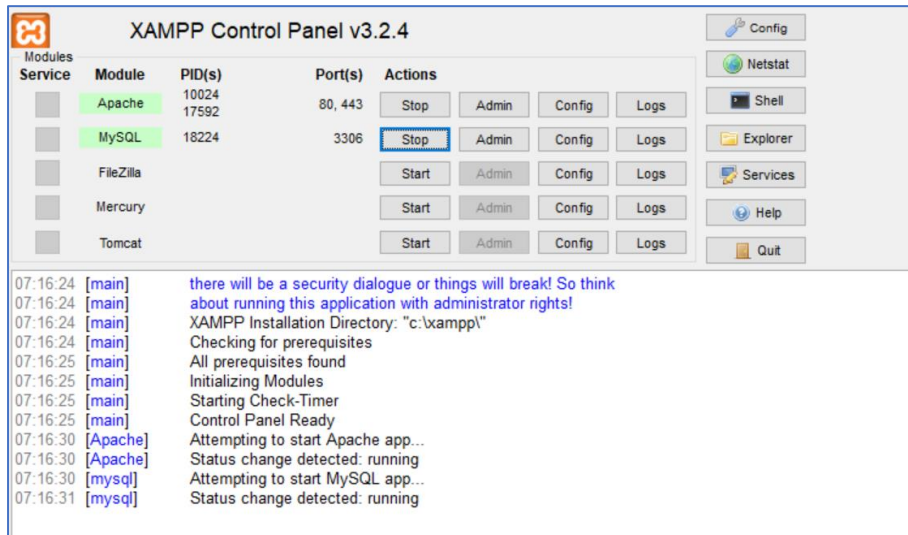 XAMPP Control Panel v3.2.4
Config
Modules
Netstat
Service Module PID(s) Port(s) Actions
Apache 10024 17592 80, 443 Stop Admin Config Logs
Shell
MySQL 18224 3306 Stop Admin Config Logs
Explorer
FileZilla Start Admin Config Logs
Services
Mercury Start Admin Config Logs
Help
Tomcat Start Admin Config Logs
Quit
07:16:24 [main] there will be a security dialogue or things will break! So think
07:16:24 [main] about running this application with administrator rights!
07:16:24 [main] XAMPP Installation Directory: "c:\xampp\"
07:16:24 [main] Checking for prerequisites
07:16:25 [main] All prerequisites found
07:16:25 [main] Initializing Modules
07:16:25 [main] Starting Check-Timer
07:16:25 [main] Control Panel Ready
07:16:30 [Apache] Attempting to start Apache app...
07:16:30 [Apache] Status change detected: running
07:16:30 [mysql] Attempting to start MySQL app...
07:16:31 [mysql] Status change detected: running